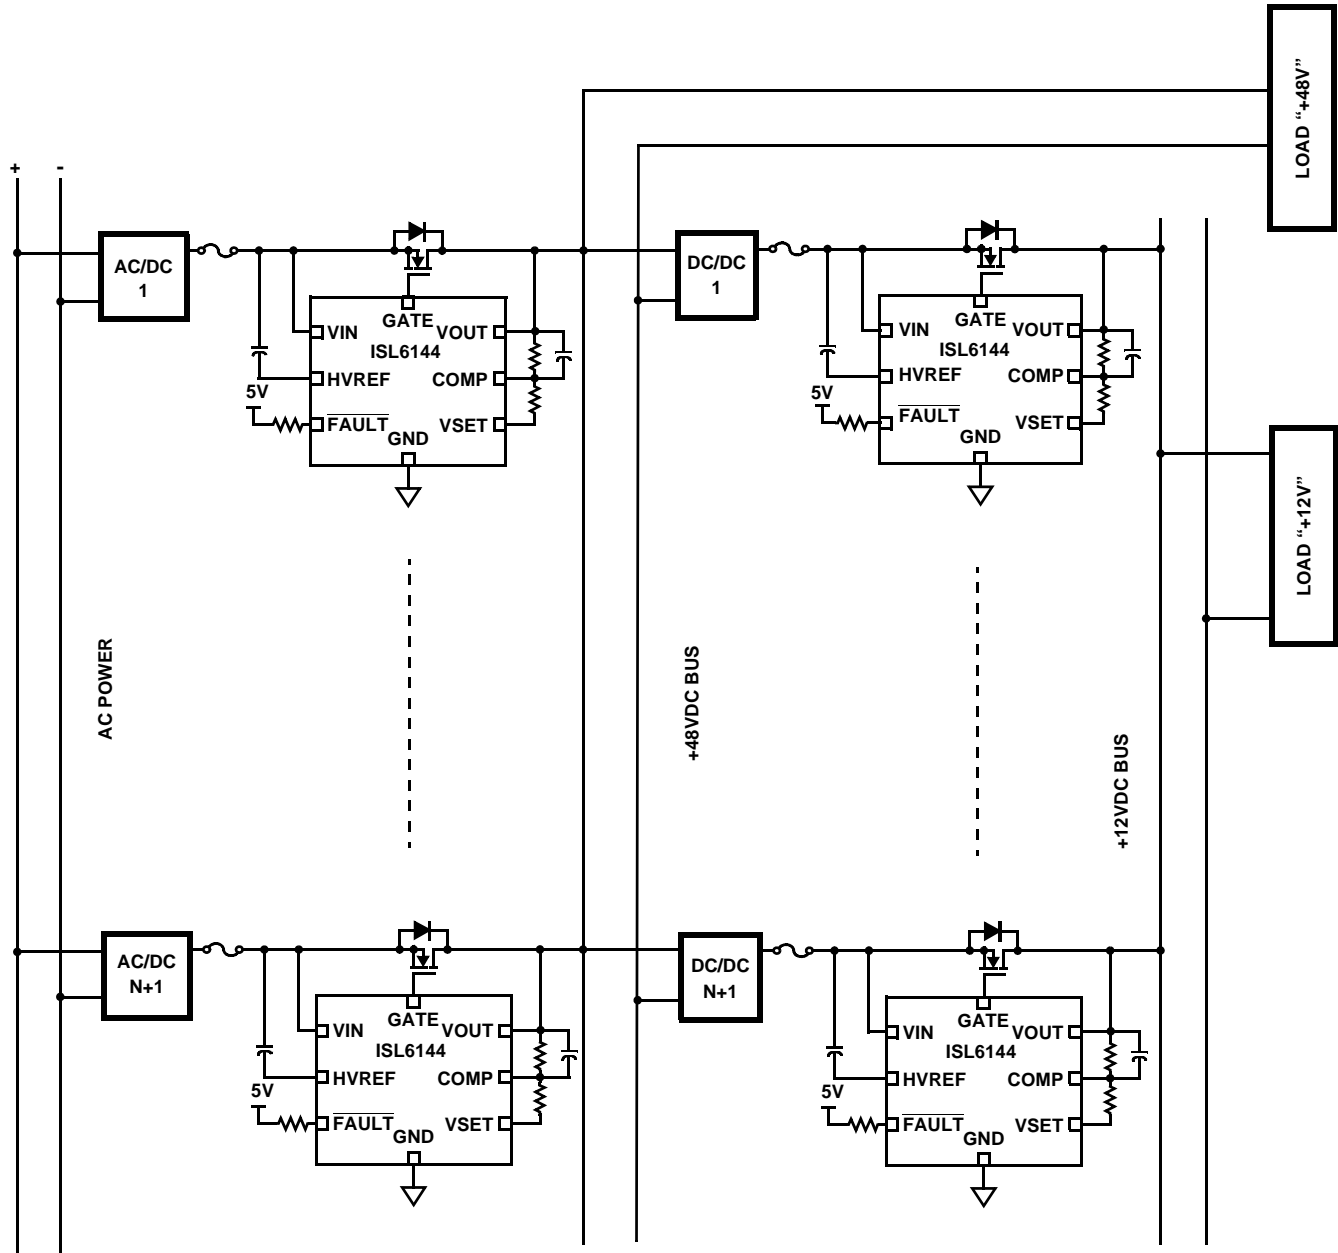 LOAD “+48V”
+
-
AC/DC
1
GATE
VIN
VOUT
ISL6144
HVREF
COMP
5V
FAULT
VSET
GND
DC/DC
1
GATE
VIN
VOUT
ISL6144
HVREF
COMP
5V
FAULT
VSET
GND
LOAD “+12V”
AC POWER
+48VDC BUS
+12VDC BUS
AC/DC
N+1
GATE
VIN
VOUT
ISL6144
HVREF
COMP
5V
FAULT
VSET
GND
DC/DC
N+1
GATE
VIN
VOUT
ISL6144
HVREF
COMP
5V
FAULT
VSET
GND